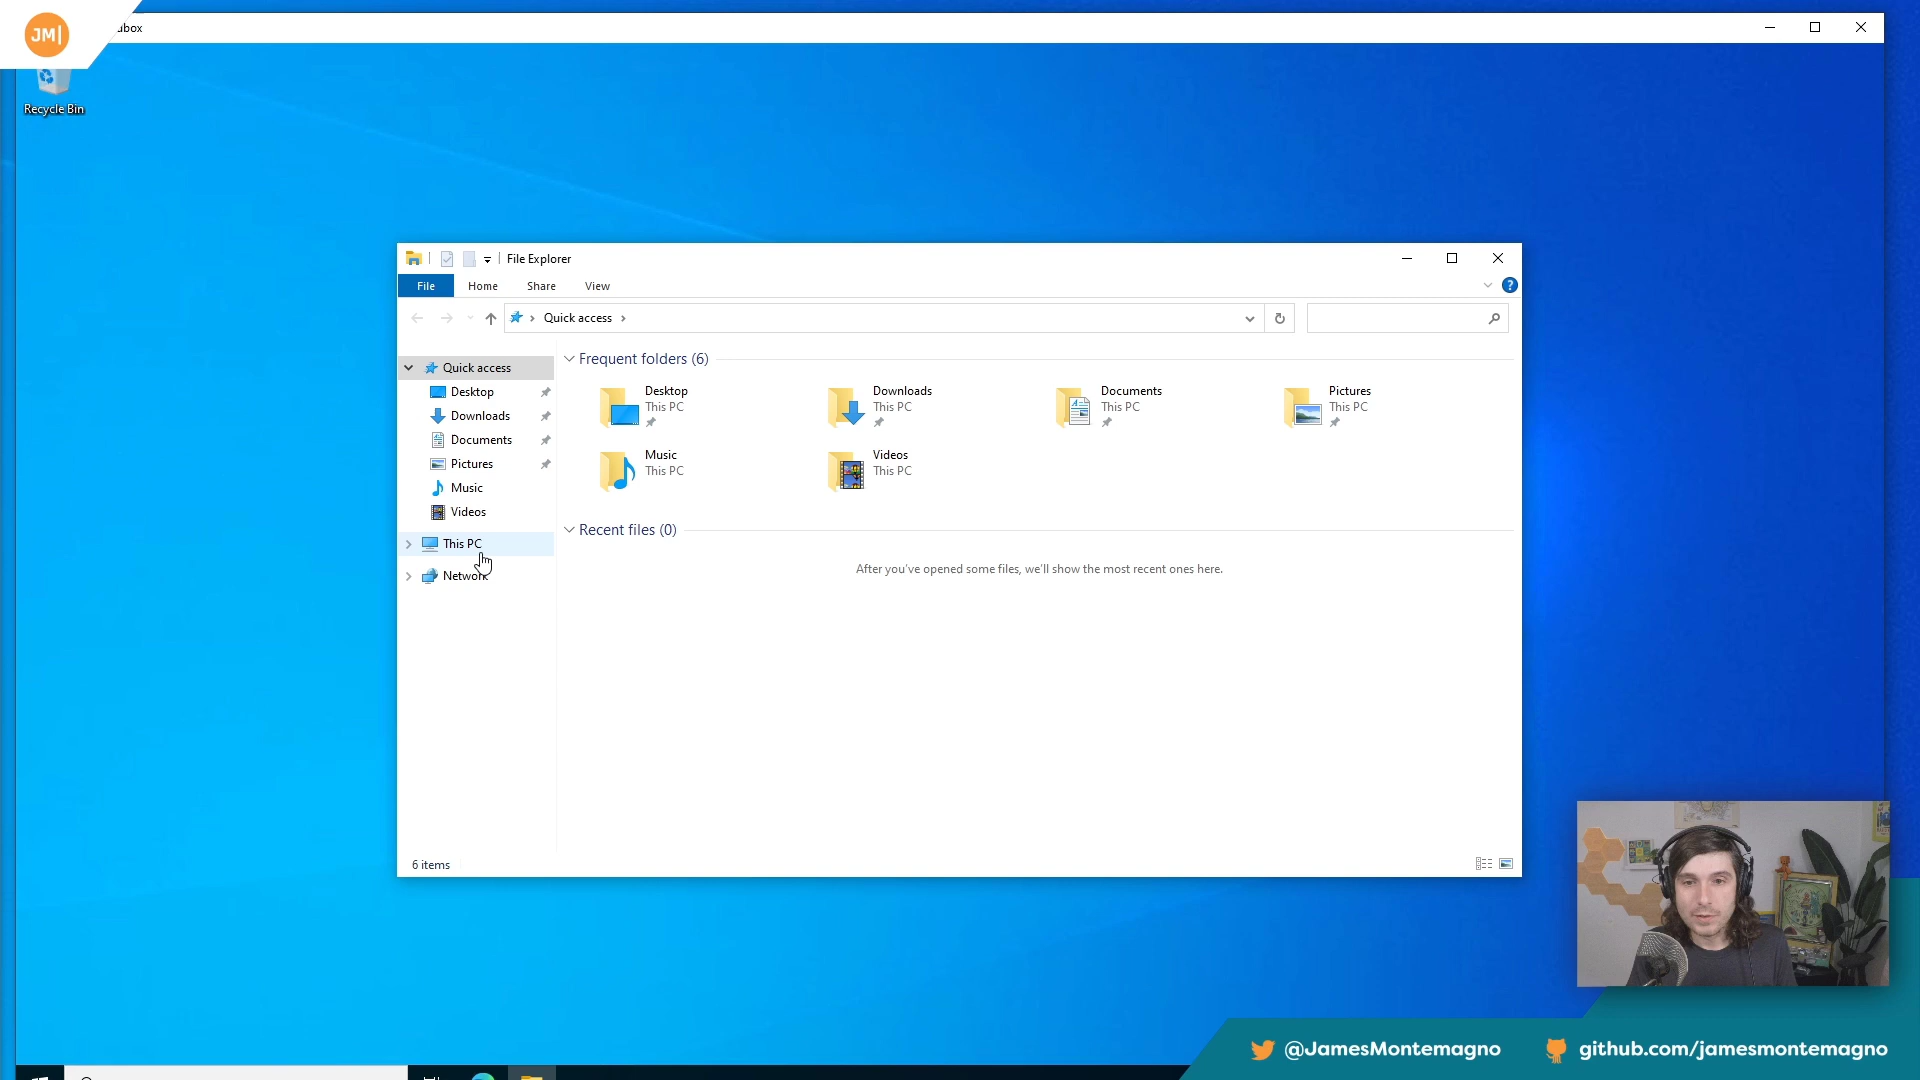 JM|
dbox
Recycle Bin
File Explorer
File
Home
Share
View
?
Quick access
Quick access
Desktop
Downloads
Documents
Pictures
Music
Videos
This PC
Network
Frequent folders (6)
Desktop
This PC
Downloads
This PC
Documents
This PC
Pictures
This PC
Music
This PC
Videos
This PC
Recent files (0)
After you've opened some files, we'll show the most recent ones here.
6 items
@JamesMontemagno
github.com/jamesmontemagno